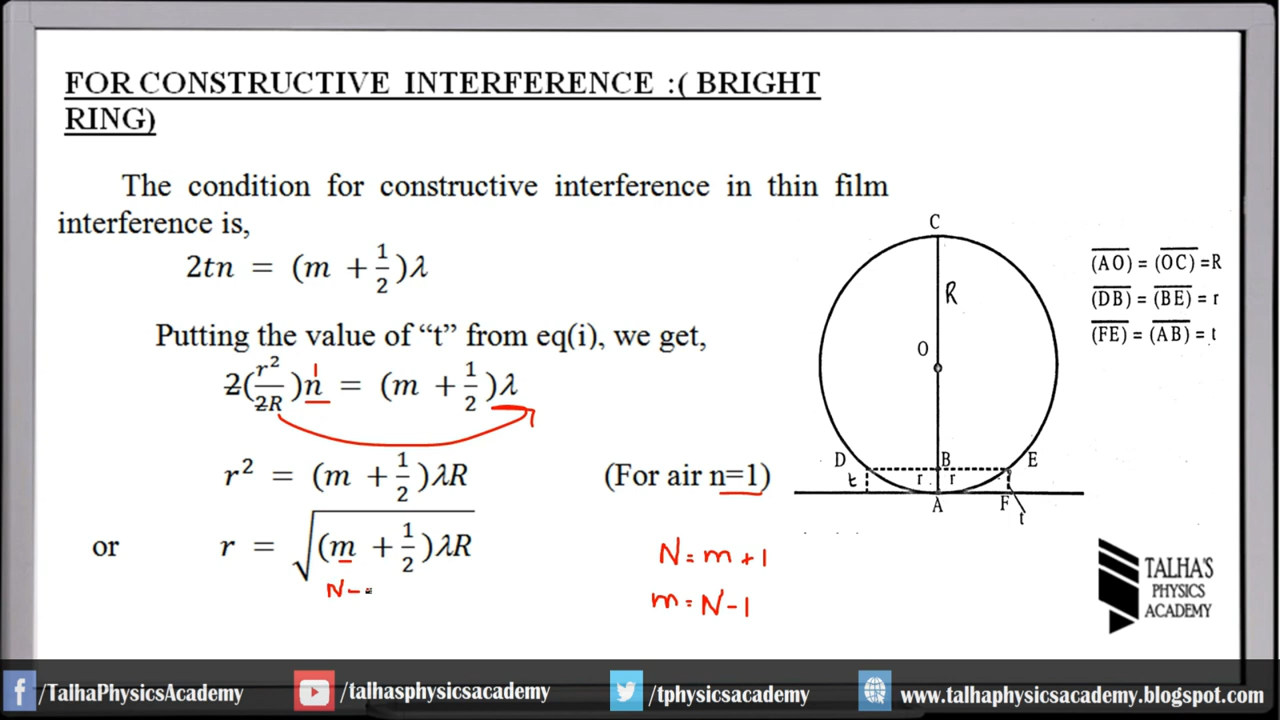 FOR CONSTRUCTIVE INTERFERENCE :( BRIGHT
RING)
The condition for constructive interference in thin film
interference is,
2tn = (m + 1/2)λ
Putting the value of “t” from eq(i), we get,
1
2(r²/2R)n = (m + 1/2)λ
r² = (m + 1/2)λR (For air n=1)
or r = √(m + 1/2)λR
N-
N = m + 1
m = N - 1
C
R
O
D B E
t r r
A F
t
(AO) = (OC) = R
(DB) = (BE) = r
(FE) = (AB) = t
TALHA'S
PHYSICS
ACADEMY
/TalhaPhysicsAcademy /talhasphysicsacademy /tphysicsacademy www.talhaphysicsacademy.blogspot.com